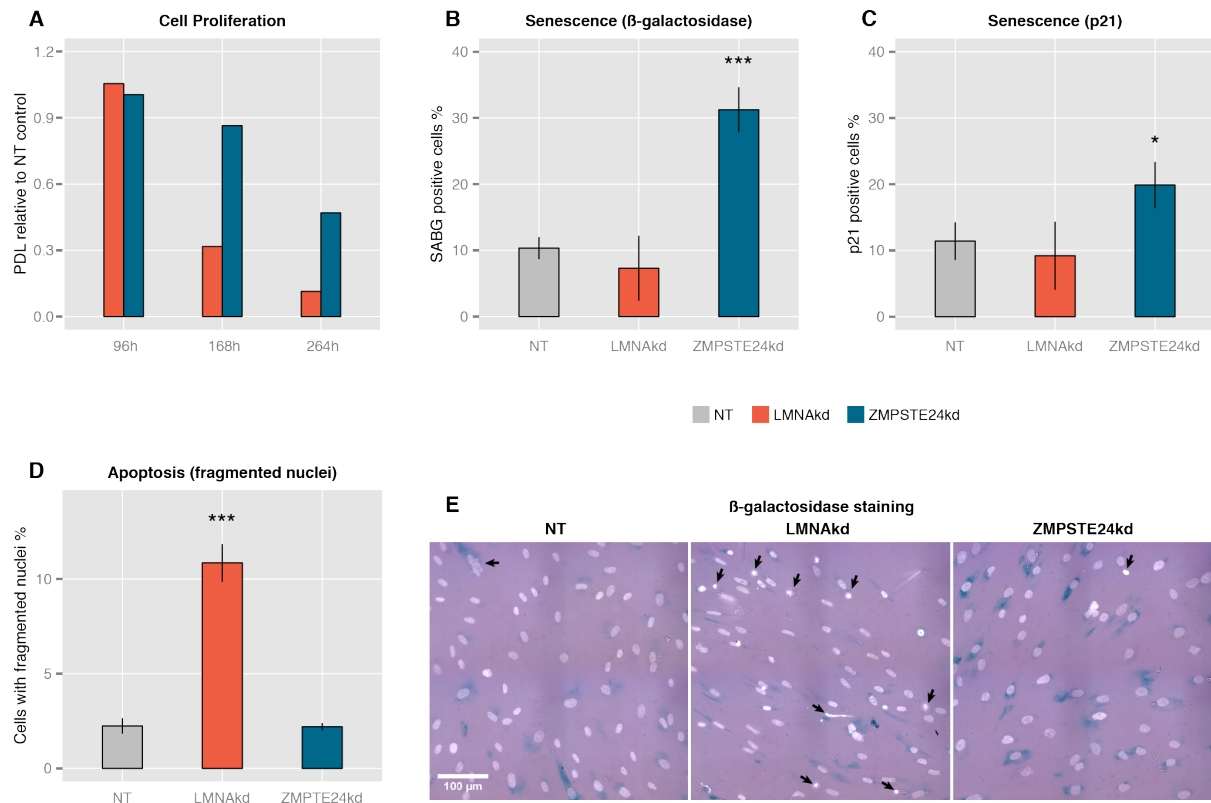 A
Cell Proliferation
PDL relative to NT control
1.2
0.9
0.6
0.3
0.0
96h
168h
264h
B
Senescence (ß-galactosidase)
SABG positive cells %
40
30
20
10
0
***
NT
LMNAkd
ZMPSTE24kd
C
Senescence (p21)
p21 positive cells %
40
30
20
10
0
*
NT
LMNAkd
ZMPSTE24kd
NT LMNAkd ZMPSTE24kd
D
Apoptosis (fragmented nuclei)
Cells with fragmented nuclei %
10
5
0
***
NT
LMNAkd
ZMPTE24kd
E
ß-galactosidase staining
NT
LMNAkd
ZMPSTE24kd
100 µm